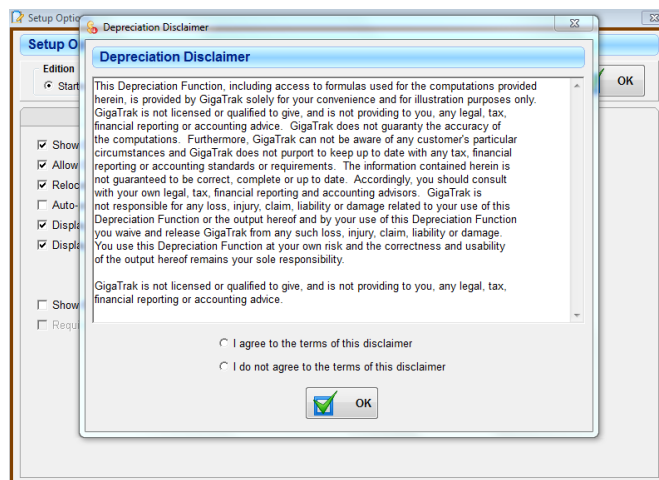 Setup Optio
Depreciation Disclaimer
Setup O
Depreciation Disclaimer
Edition
Start
OK
This Depreciation Function, including access to formulas used for the computations provided
herein, is provided by GigaTrak solely for your convenience and for illustration purposes only.
GigaTrak is not licensed or qualified to give, and is not providing to you, any legal, tax,
financial reporting or accounting advice.  GigaTrak does not guaranty the accuracy of
the computations.  Furthermore, GigaTrak can not be aware of any customer's particular
circumstances and GigaTrak does not purport to keep up to date with any tax, financial
reporting or accounting standards or requirements.  The information contained herein is
not guaranteed to be correct, complete or up to date.  Accordingly, you should consult
with your own legal, tax, financial reporting and accounting advisors.  GigaTrak is
not responsible for any loss, injury, claim, liability or damage related to your use of this
Depreciation Function or the output hereof and by your use of this Depreciation Function
you waive and release GigaTrak from any such loss, injury, claim, liability or damage.
You use this Depreciation Function at your own risk and the correctness and usability
of the output hereof remains your sole responsibility.
GigaTrak is not licensed or qualified to give, and is not providing to you, any legal, tax,
financial reporting or accounting advice.
Show
Allow
Reloc
Auto-
Displa
Displa
Show
Requi
I agree to the terms of this disclaimer
I do not agree to the terms of this disclaimer
OK